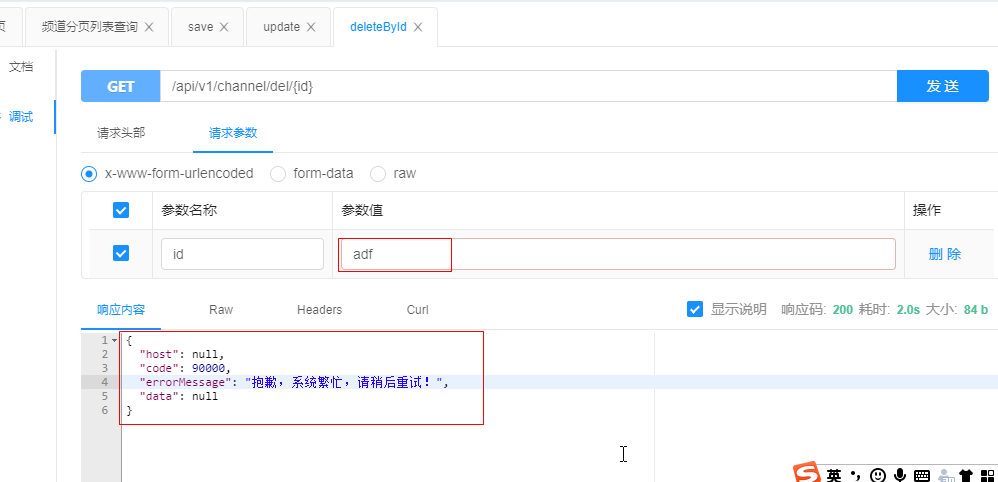 页 频道分页列表查询 × save × update × deleteById ×
文档
调试
GET /api/v1/channel/del/{id} 发 送
请求头部 请求参数
x-www-form-urlencoded form-data raw
参数名称 参数值 操作
id adf 删 除
响应内容 Raw Headers Curl 显示说明 响应码: 200 耗时: 2.0s 大小: 84 b
1 {
2 "host": null,
3 "code": 90000,
4 "errorMessage": "抱歉，系统繁忙，请稍后重试！",
5 "data": null
6 }
S 英